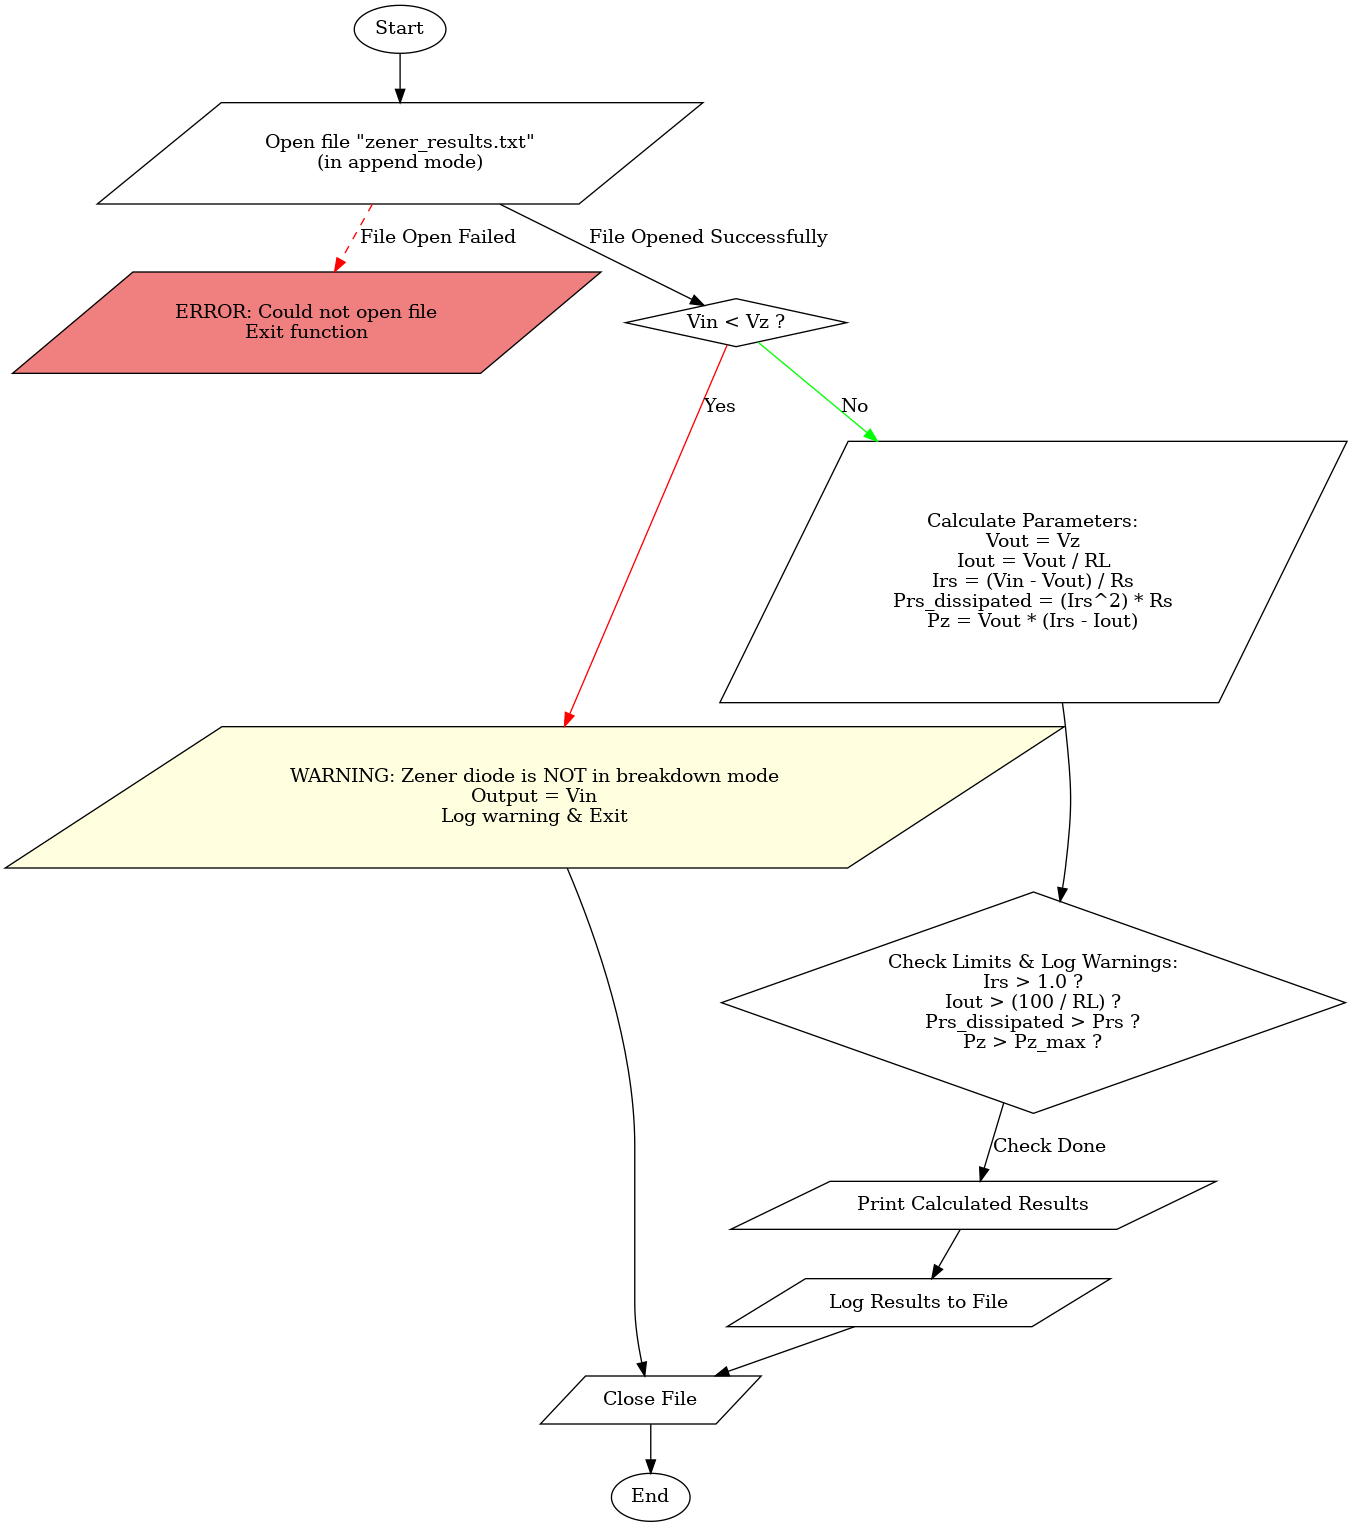 Start
Open file "zener_results.txt"
(in append mode)
File Open Failed
File Opened Successfully
ERROR: Could not open file
Exit function
Vin < Vz ?
Yes
No
Calculate Parameters:
Vout = Vz
Iout = Vout / RL
Irs = (Vin - Vout) / Rs
Prs_dissipated = (Irs^2) * Rs
Pz = Vout * (Irs - Iout)
WARNING: Zener diode is NOT in breakdown mode
Output = Vin
Log warning & Exit
Check Limits & Log Warnings:
Irs > 1.0 ?
Iout > (100 / RL) ?
Prs_dissipated > Prs ?
Pz > Pz_max ?
Check Done
Print Calculated Results
Log Results to File
Close File
End